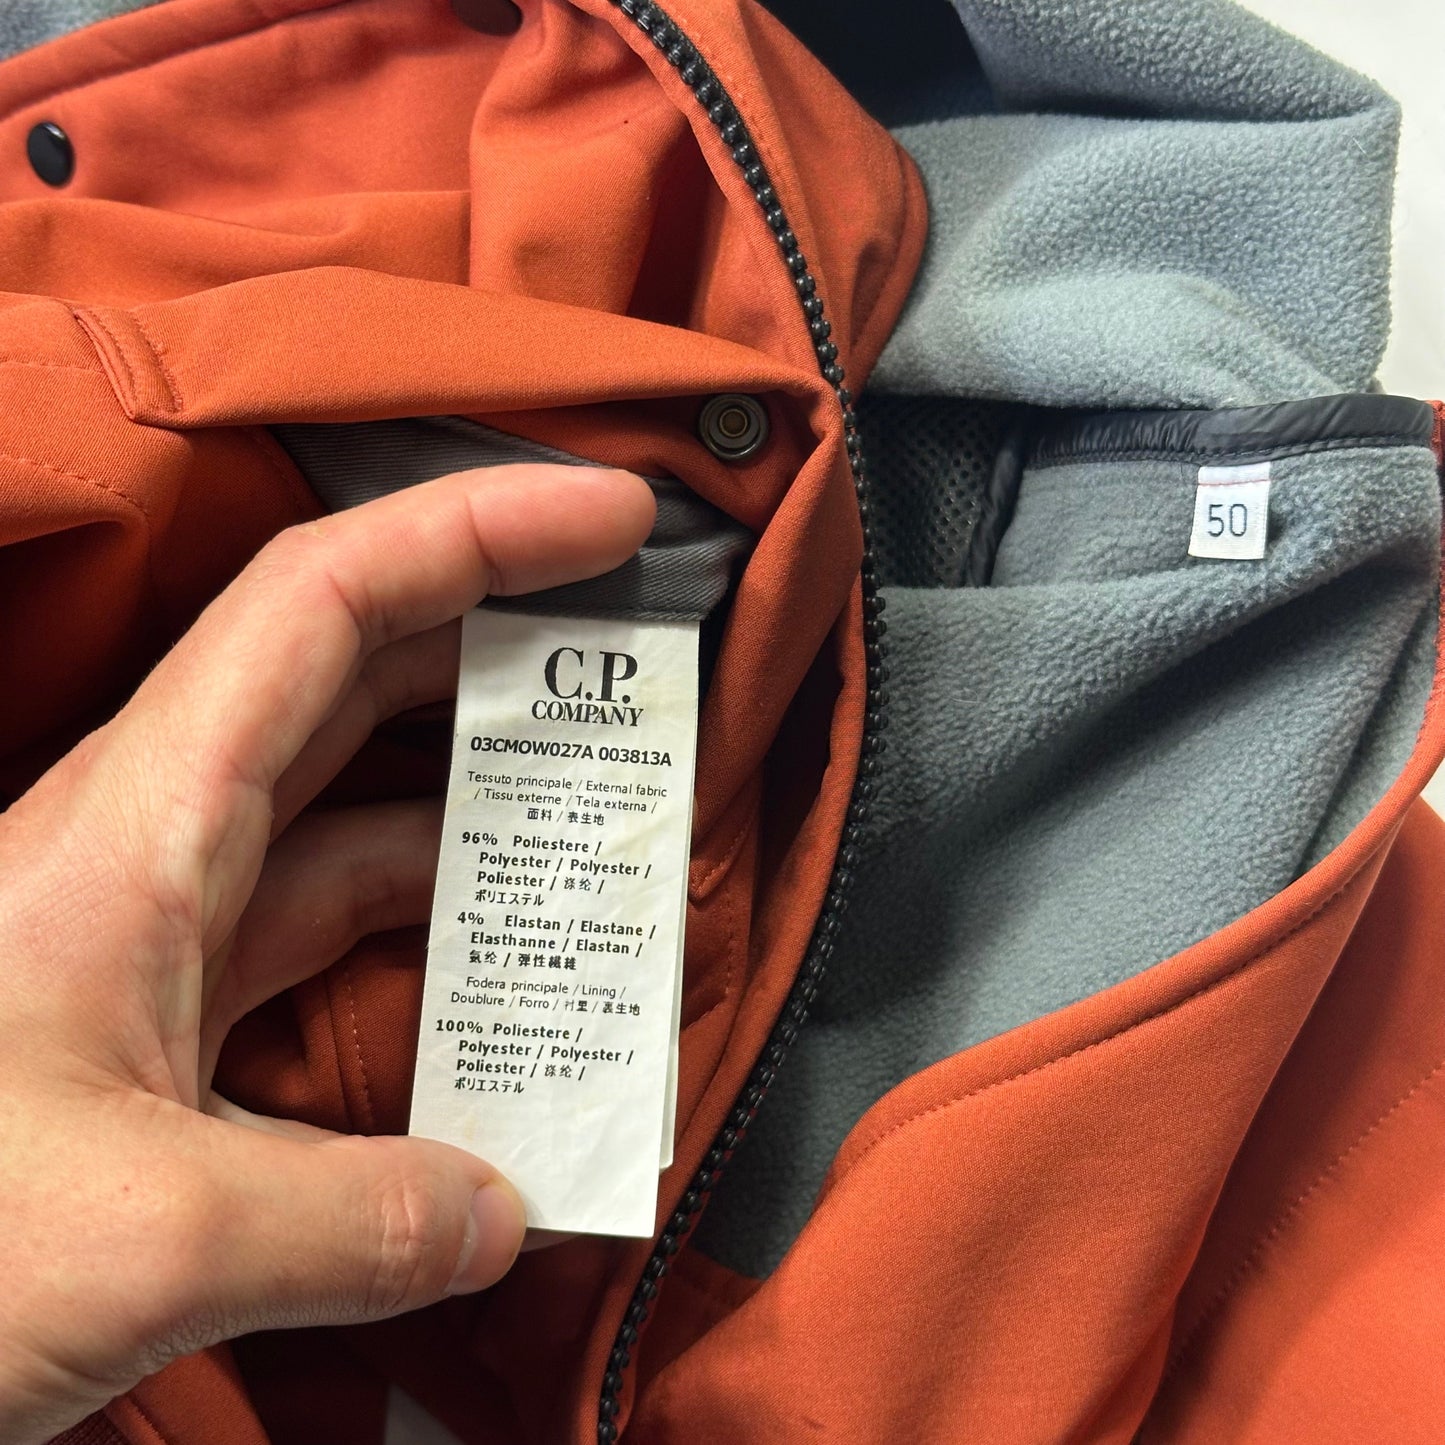 C.P.
COMPANY
03CMOW027A 003813A
Tessuto principale / External fabric
/ Tissu externe / Tela externa /
面料 / 表生地
96% Poliestere /
Polyester / Polyester /
Poliester / 涤纶 /
ポリエステル
4% Elastan / Elastane /
Elasthanne / Elastan /
氨纶 / 弹性繊維
Fodera principale / Lining /
Doublure / Forro / 衬里 / 裏生地
100% Poliestere /
Polyester / Polyester /
Poliester / 涤纶 /
ポリエステル
50